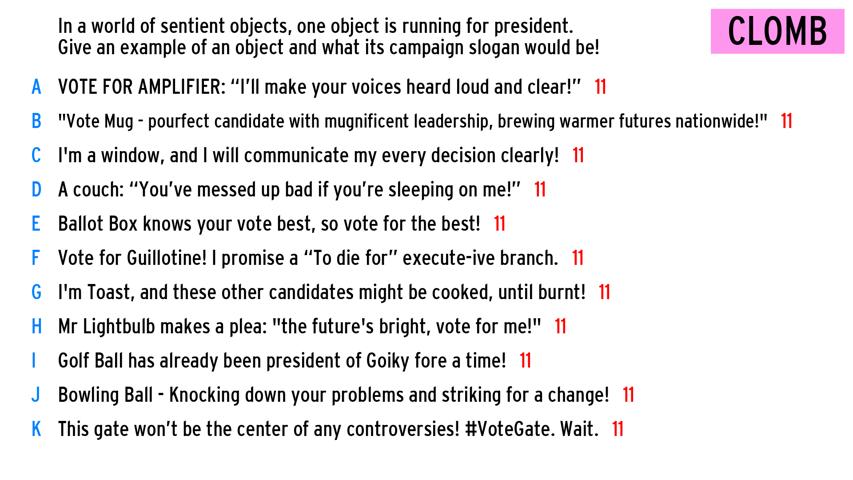 In a world of sentient objects, one object is running for president.
Give an example of an object and what its campaign slogan would be!
CLOMB
A VOTE FOR AMPLIFIER: “I’ll make your voices heard loud and clear!” 11
B "Vote Mug - pourfect candidate with mugnificent leadership, brewing warmer futures nationwide!" 11
C I'm a window, and I will communicate my every decision clearly! 11
D A couch: “You’ve messed up bad if you’re sleeping on me!” 11
E Ballot Box knows your vote best, so vote for the best! 11
F Vote for Guillotine! I promise a “To die for” execute-ive branch. 11
G I'm Toast, and these other candidates might be cooked, until burnt! 11
H Mr Lightbulb makes a plea: "the future's bright, vote for me!" 11
I Golf Ball has already been president of Goiky fore a time! 11
J Bowling Ball - Knocking down your problems and striking for a change! 11
K This gate won’t be the center of any controversies! #VoteGate. Wait. 11